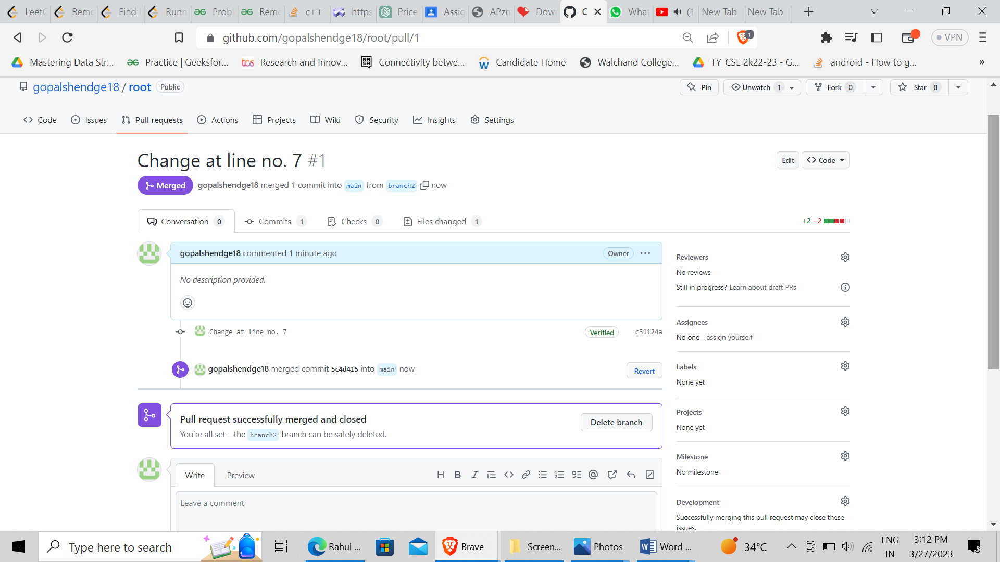 LeetC Remo Find Runn Probl Remo c++ https Price Assig APzn Dow C What (1 New Tab New Tab
github.com/gopalshendge18/root/pull/1 1 VPN
Mastering Data Str... Practice | Geeksfor... tcs Research and Innov... Connectivity betwe... Candidate Home Walchand College... TY_CSE 2k22-23 - G... android - How to g... »
gopalshendge18 / root Public Pin Unwatch 1 Fork 0 Star 0
Code Issues Pull requests Actions Projects Wiki Security Insights Settings
Change at line no. 7 #1 Edit Code
Merged gopalshendge18 merged 1 commit into main from branch2 now
Conversation 0 Commits 1 Checks 0 Files changed 1 +2 −2
gopalshendge18 commented 1 minute ago Owner ...
No description provided.
Change at line no. 7 Verified c31124a
gopalshendge18 merged commit 5c4d415 into main now Revert
Pull request successfully merged and closed Delete branch
You're all set—the branch2 branch can be safely deleted.
Write Preview
Leave a comment
Reviewers
No reviews
Still in progress? Learn about draft PRs
Assignees
No one—assign yourself
Labels
None yet
Projects
None yet
Milestone
No milestone
Development
Successfully merging this pull request may close these
issues.
Type here to search Rahul ... Brave Screen... Photos Word ... 34°C ENG 3:12 PM
IN 3/27/2023